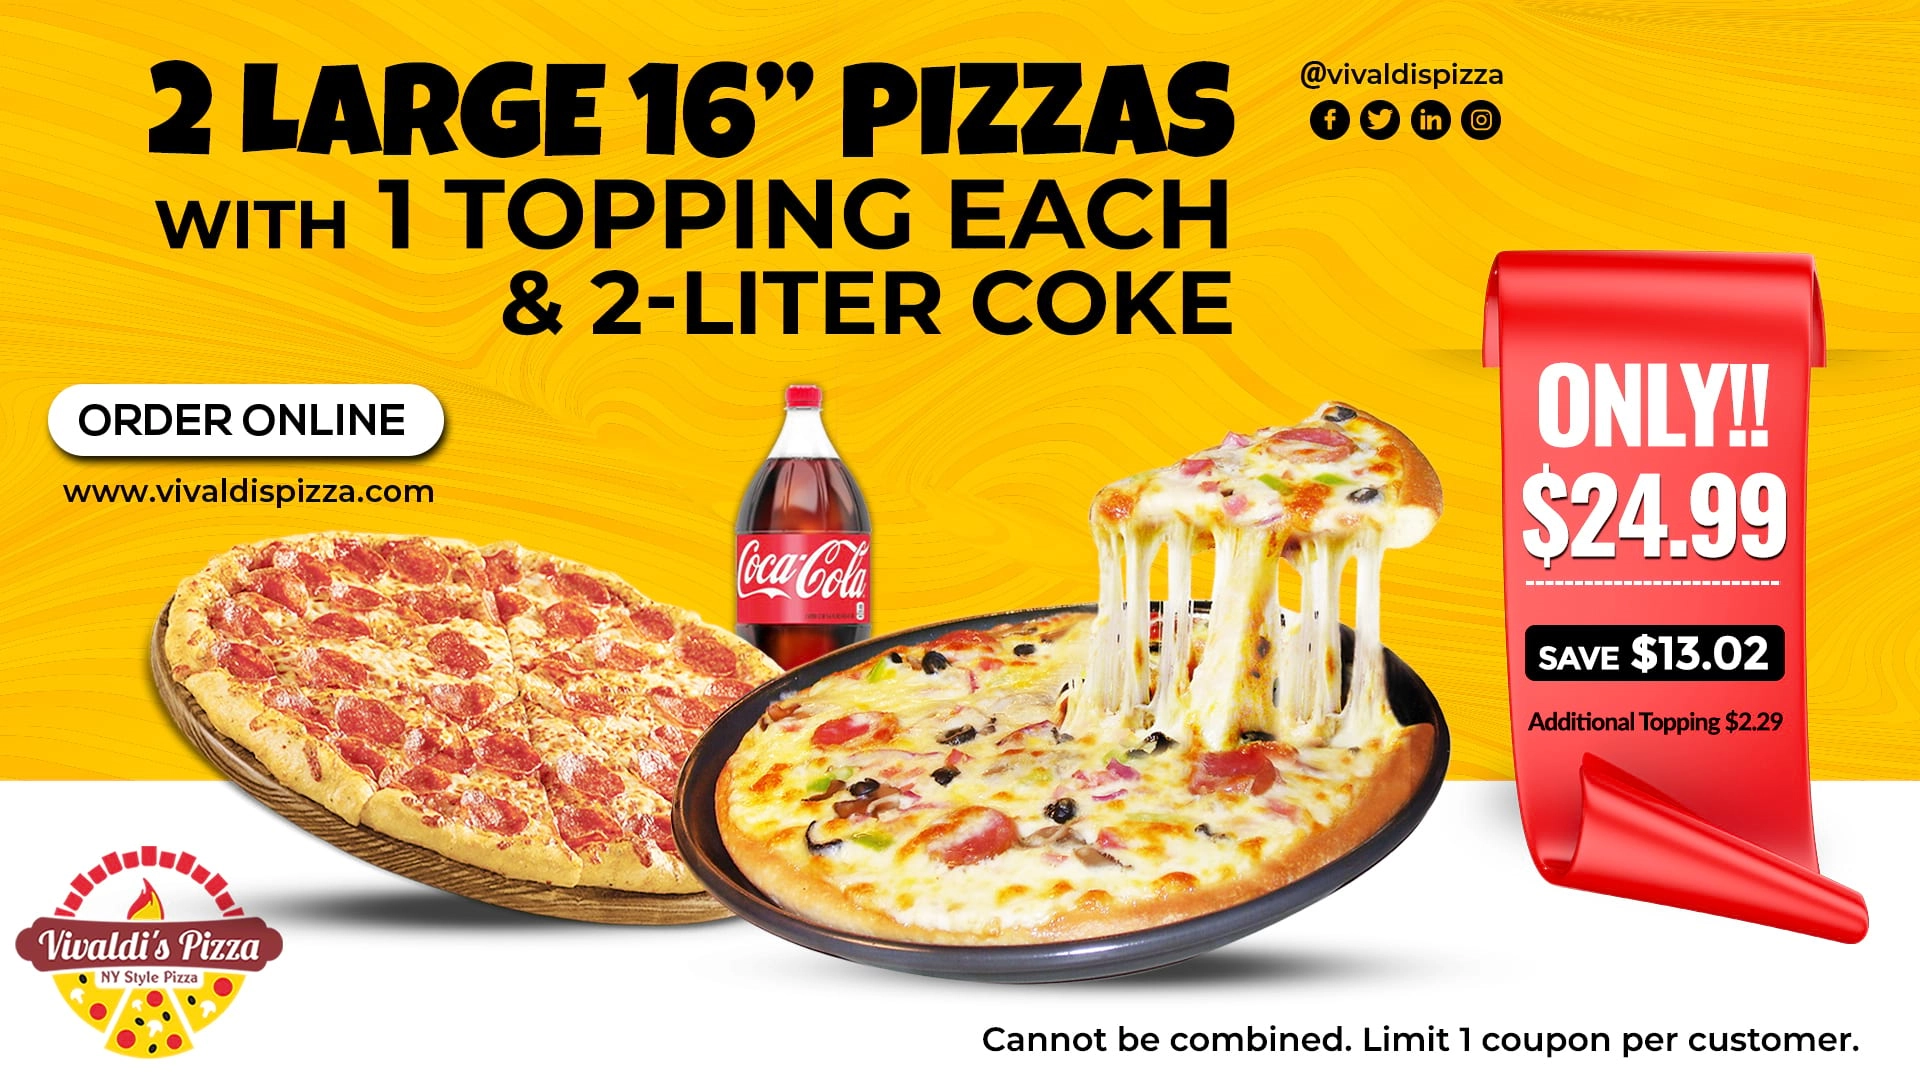 2 LARGE 16” PIZZAS
WITH 1 TOPPING EACH
& 2-LITER COKE
@vivaldispizza
ORDER ONLINE
www.vivaldispizza.com
Coca-Cola
ONLY!!
$24.99
SAVE $13.02
Additional Topping $2.29
Vivaldi's Pizza
NY Style Pizza
Cannot be combined. Limit 1 coupon per customer.